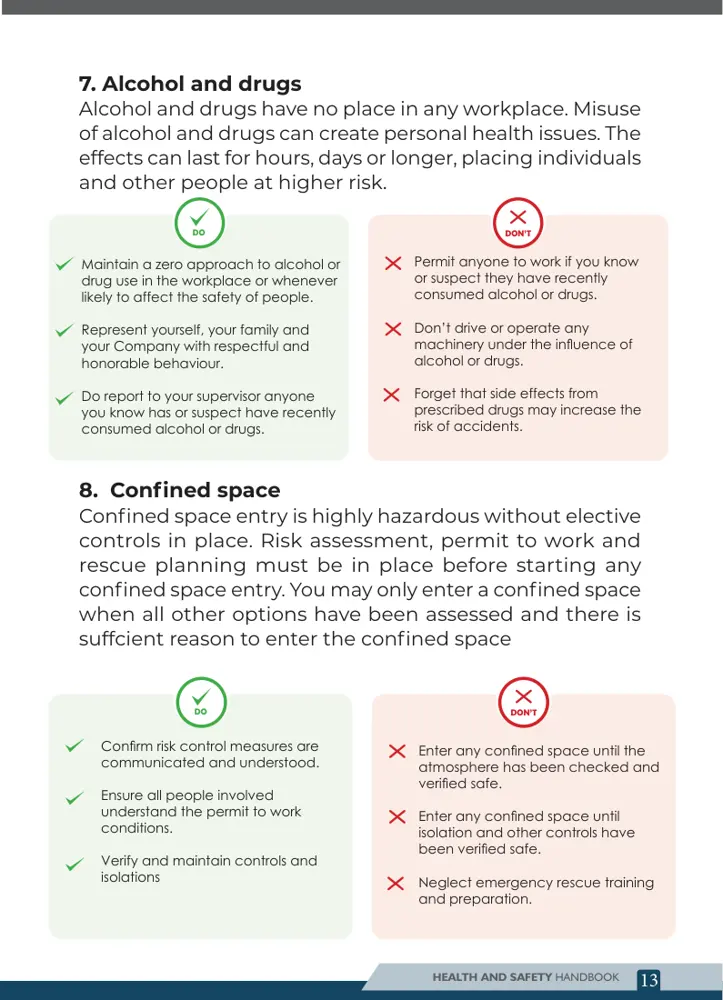 7. Alcohol and drugs
Alcohol and drugs have no place in any workplace. Misuse
of alcohol and drugs can create personal health issues. The
effects can last for hours, days or longer, placing individuals
and other people at higher risk.
DO
Maintain a zero approach to alcohol or
drug use in the workplace or whenever
likely to affect the safety of people.
Represent yourself, your family and
your Company with respectful and
honorable behaviour.
Do report to your supervisor anyone
you know has or suspect have recently
consumed alcohol or drugs.
DON'T
Permit anyone to work if you know
or suspect they have recently
consumed alcohol or drugs.
Don't drive or operate any
machinery under the influence of
alcohol or drugs.
Forget that side effects from
prescribed drugs may increase the
risk of accidents.
8. Confined space
Confined space entry is highly hazardous without elective
controls in place. Risk assessment, permit to work and
rescue planning must be in place before starting any
confined space entry. You may only enter a confined space
when all other options have been assessed and there is
suffcient reason to enter the confined space
DO
Confirm risk control measures are
communicated and understood.
Ensure all people involved
understand the permit to work
conditions.
Verify and maintain controls and
isolations
DON'T
Enter any confined space until the
atmosphere has been checked and
verified safe.
Enter any confined space until
isolation and other controls have
been verified safe.
Neglect emergency rescue training
and preparation.
HEALTH AND SAFETY HANDBOOK 13